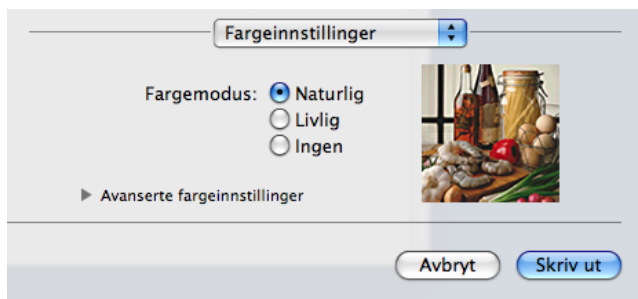 Fargeinnstillinger
Fargemodus: Naturlig
Livlig
Ingen
Avanserte fargeinnstillinger
Avbryt Skriv ut